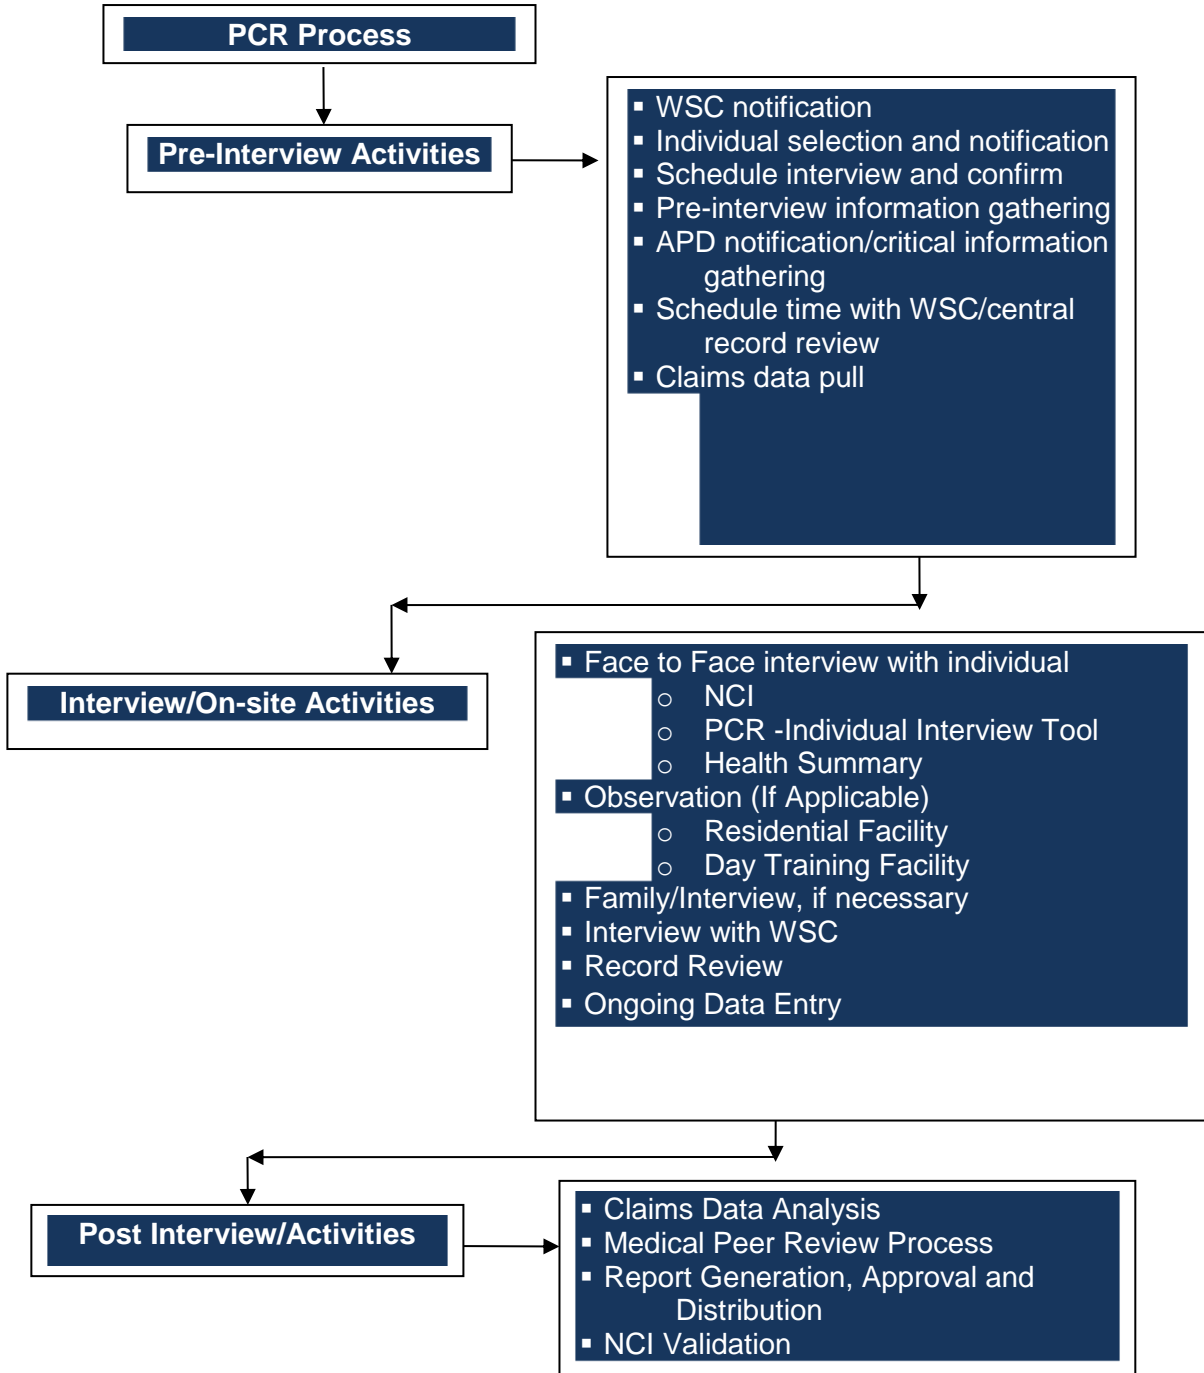 PCR Process
Pre-Interview Activities
▪ WSC notification
▪ Individual selection and notification
▪ Schedule interview and confirm
▪ Pre-interview information gathering
▪ APD notification/critical information
gathering
▪ Schedule time with WSC/central
record review
▪ Claims data pull
Interview/On-site Activities
▪ Face to Face interview with individual
o NCI
o PCR -Individual Interview Tool
o Health Summary
▪ Observation (If Applicable)
o Residential Facility
o Day Training Facility
▪ Family/Interview, if necessary
▪ Interview with WSC
▪ Record Review
▪ Ongoing Data Entry
Post Interview/Activities
▪ Claims Data Analysis
▪ Medical Peer Review Process
▪ Report Generation, Approval and
Distribution
▪ NCI Validation